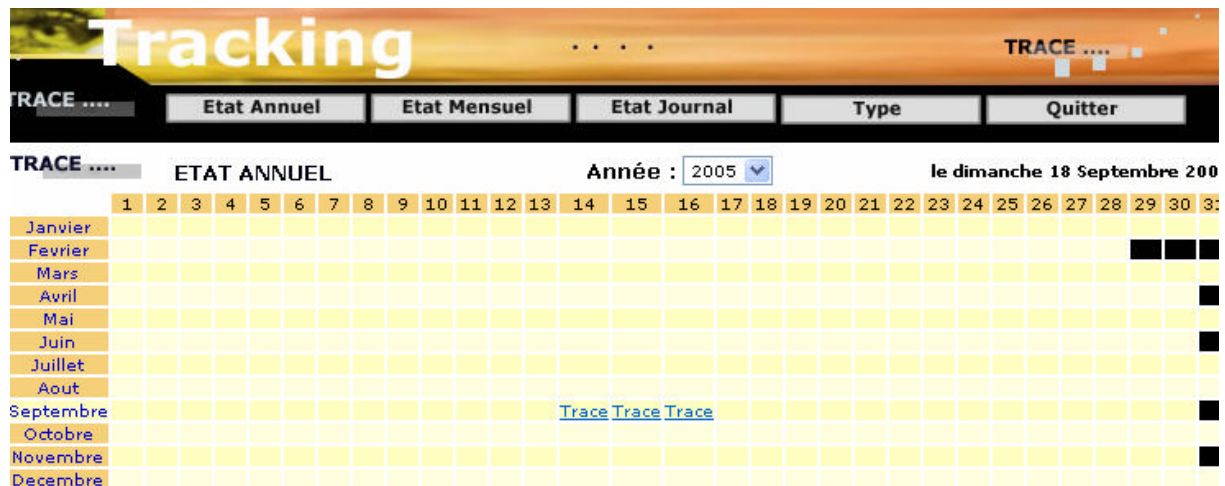 Tracking
TRACE ....
TRACE ....
Etat Annuel Etat Mensuel Etat Journal Type Quitter
TRACE ....
ETAT ANNUEL Année : 2005 le dimanche 18 Septembre 200
1 2 3 4 5 6 7 8 9 10 11 12 13 14 15 16 17 18 19 20 21 22 23 24 25 26 27 28 29 30 31
Janvier
Fevrier
Mars
Avril
Mai
Juin
Juillet
Aout
Septembre Trace Trace Trace
Octobre
Novembre
Decembre